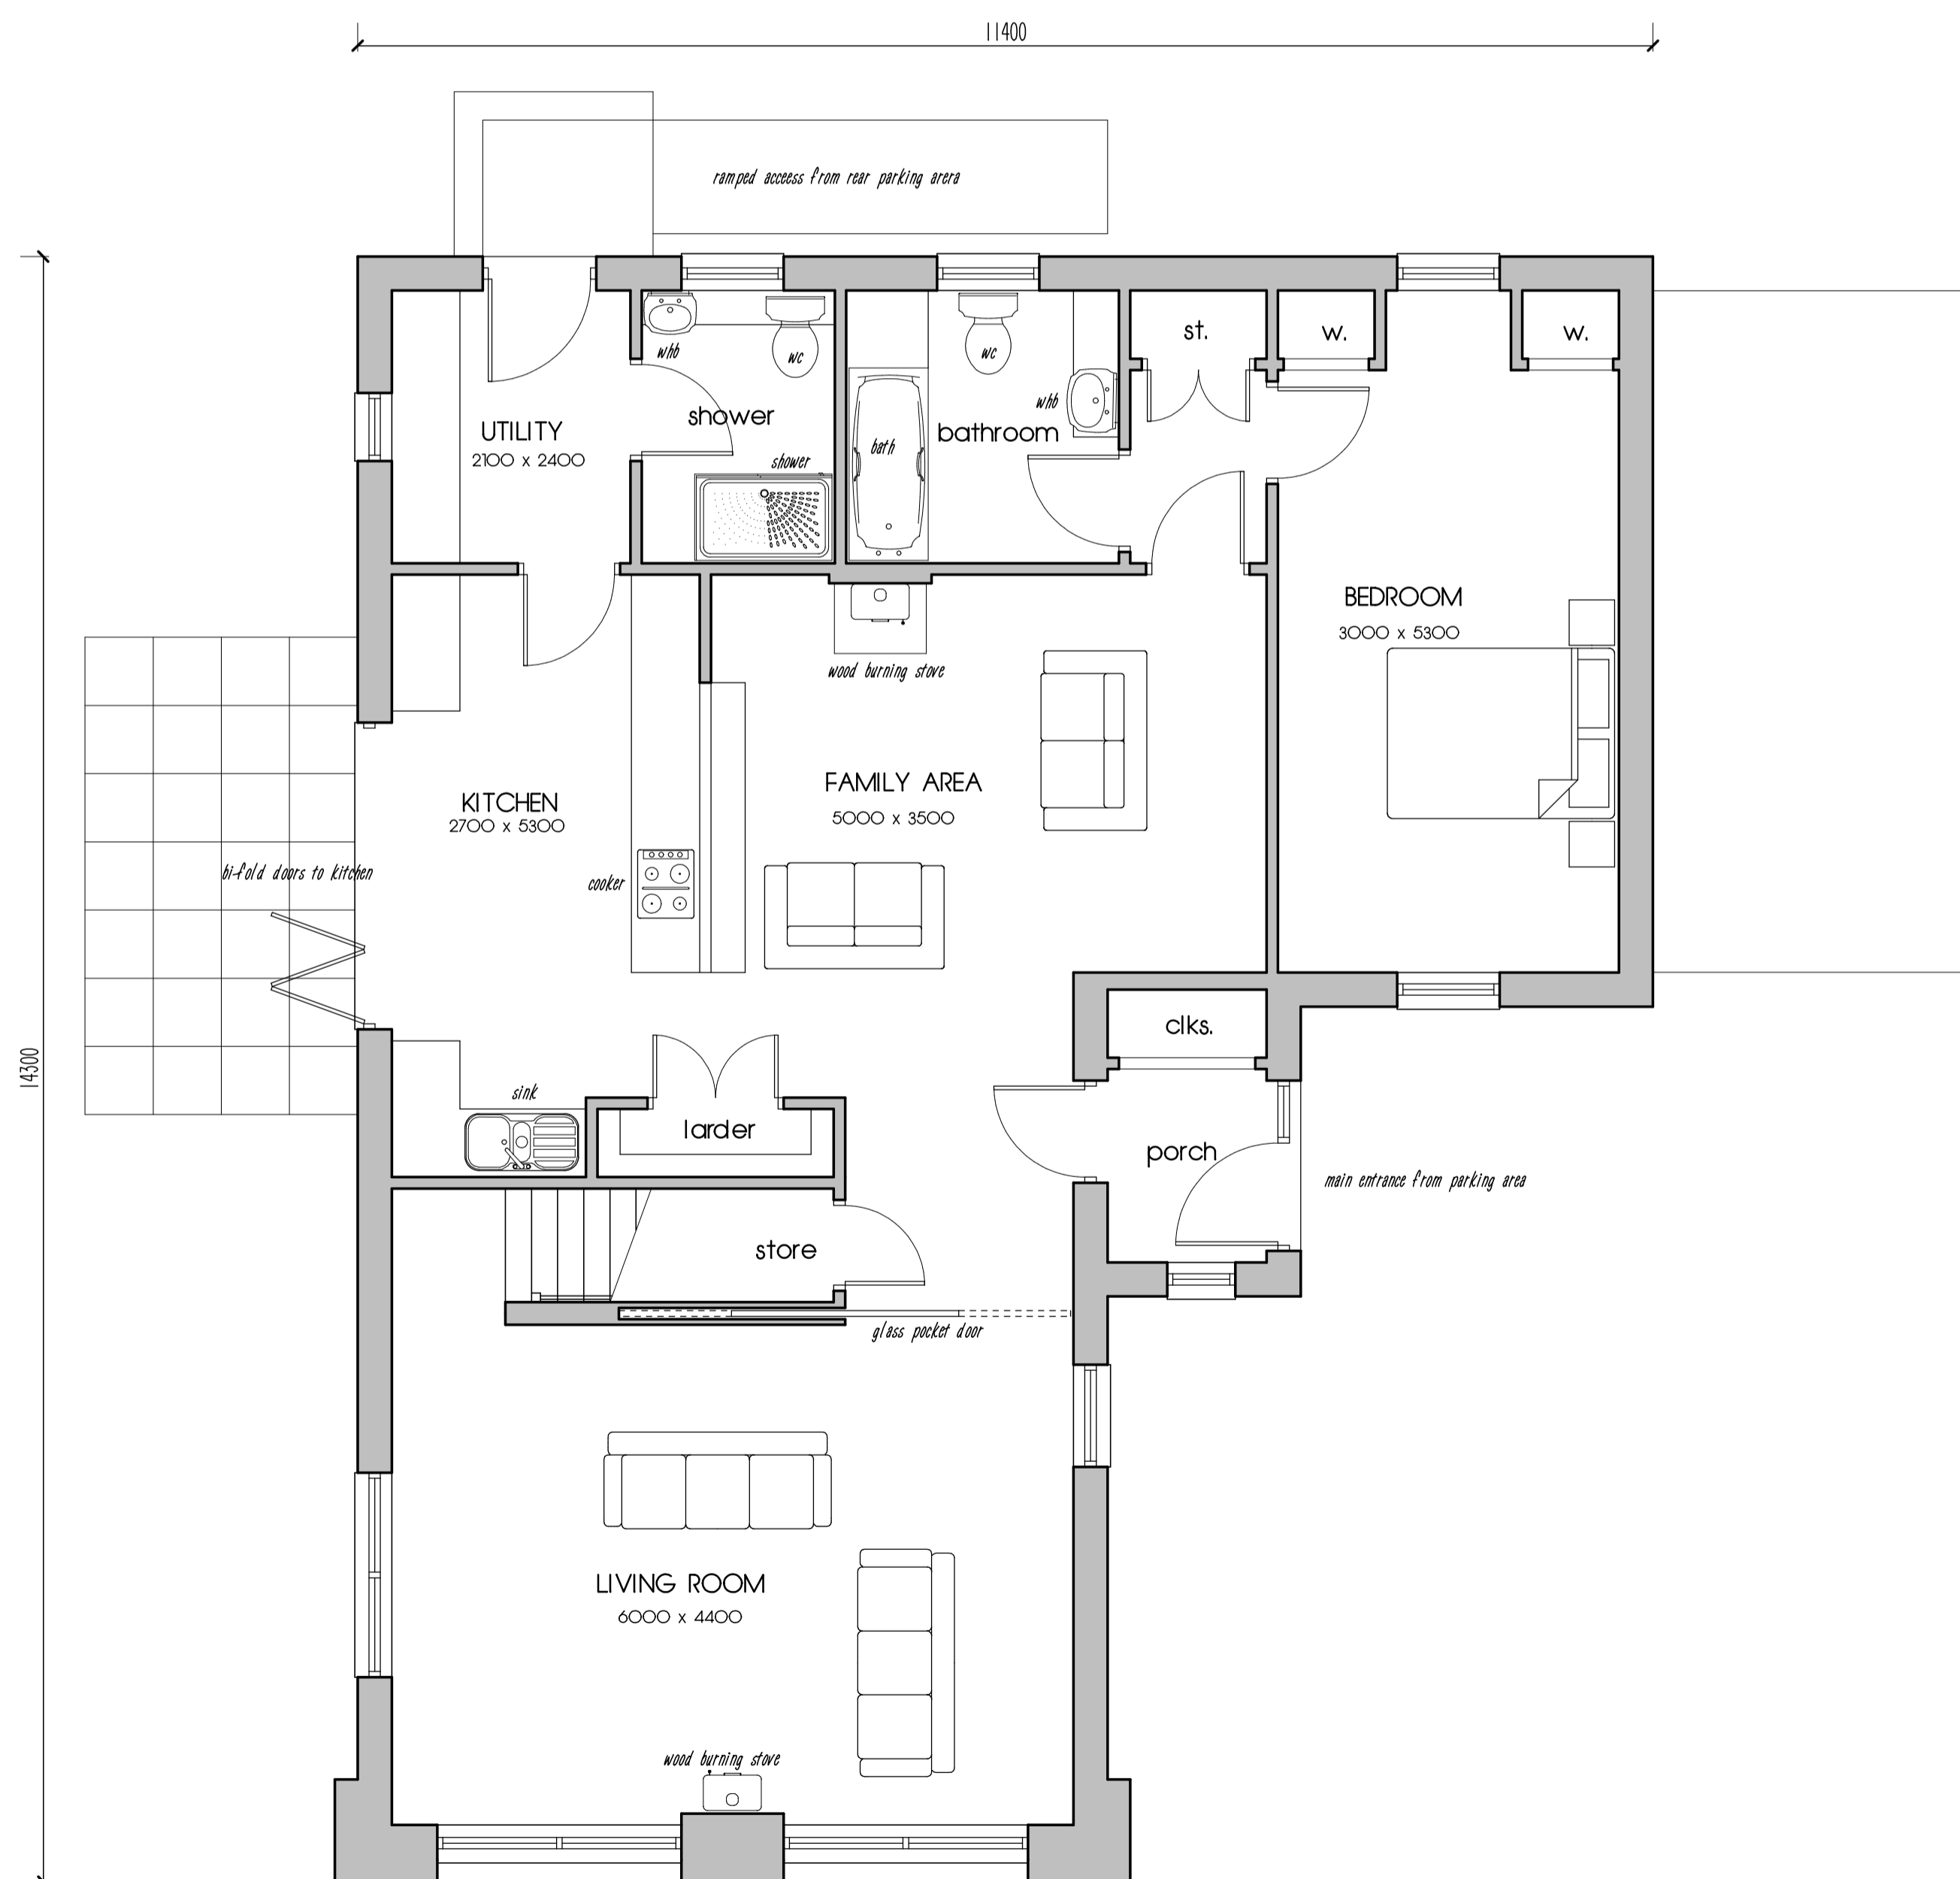 11400
ramped acceess from rear parking arera
st.
w.
w.
whb
wc
wc
whb
shower
UTILITY
2100 x 2400
bathroom
bath
shower
BEDROOM
3000 x 5300
wood burning stove
FAMILY AREA
5000 x 3500
KITCHEN
2700 x 5300
bi-fold doors to kitchen
cooker
clks.
14300
sink
larder
porch
main entrance from parking area
store
glass pocket door
LIVING ROOM
6000 x 4400
wood burning stove